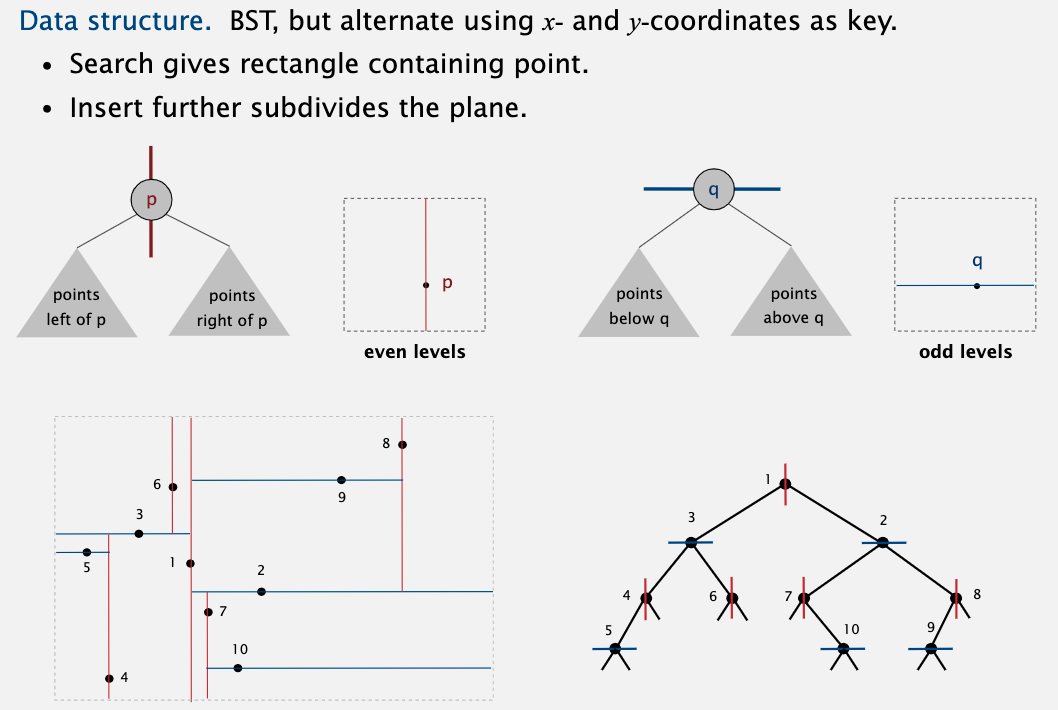 Data structure. BST, but alternate using x- and y-coordinates as key.
• Search gives rectangle containing point.
• Insert further subdivides the plane.
p
points
left of p
points
right of p
p
even levels
q
points
below q
points
above q
q
odd levels
8
6
9
3
5
1
2
7
10
4
1
3
2
4
6
7
8
5
10
9